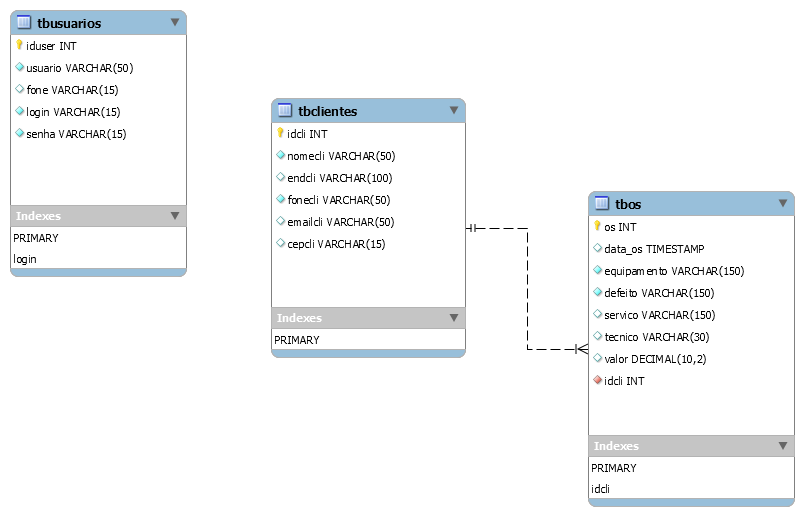 tbusuarios
iduser INT
usuario VARCHAR(50)
fone VARCHAR(15)
login VARCHAR(15)
senha VARCHAR(15)
Indexes
PRIMARY
login
tbclientes
idcli INT
nomecli VARCHAR(50)
endcli VARCHAR(100)
fonecli VARCHAR(50)
emailcli VARCHAR(50)
cepcli VARCHAR(15)
Indexes
PRIMARY
tbos
os INT
data_os TIMESTAMP
equipamento VARCHAR(150)
defeito VARCHAR(150)
servico VARCHAR(150)
tecnico VARCHAR(30)
valor DECIMAL(10,2)
idcli INT
Indexes
PRIMARY
idcli